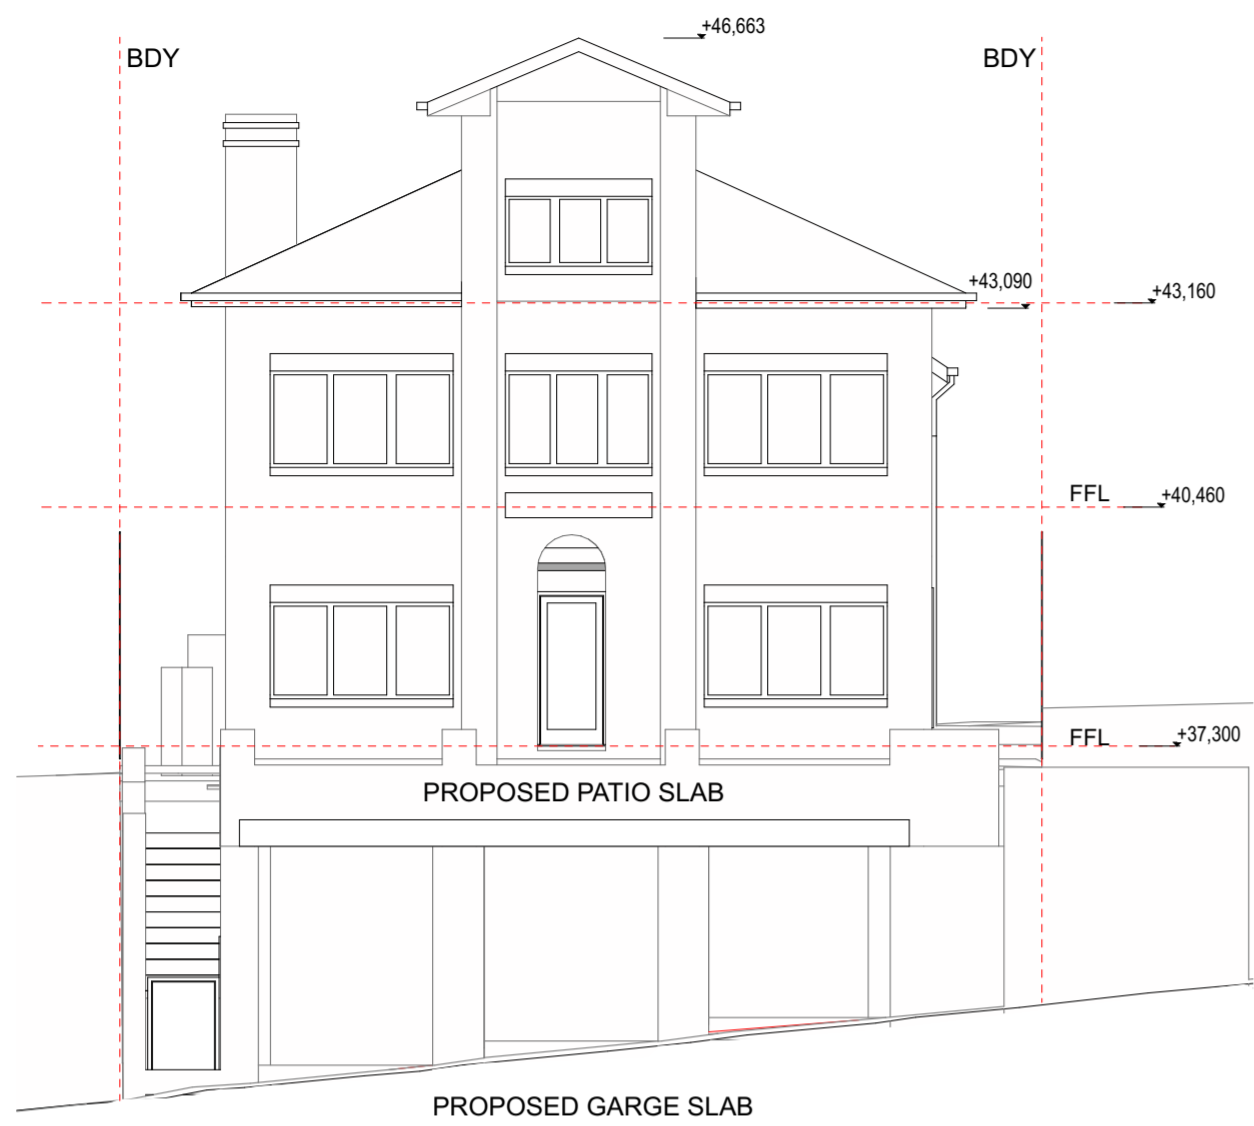 +46,663
BDY
BDY
+43,090
+43,160
FFL +40,460
FFL +37,300
PROPOSED PATIO SLAB
PROPOSED GARGE SLAB